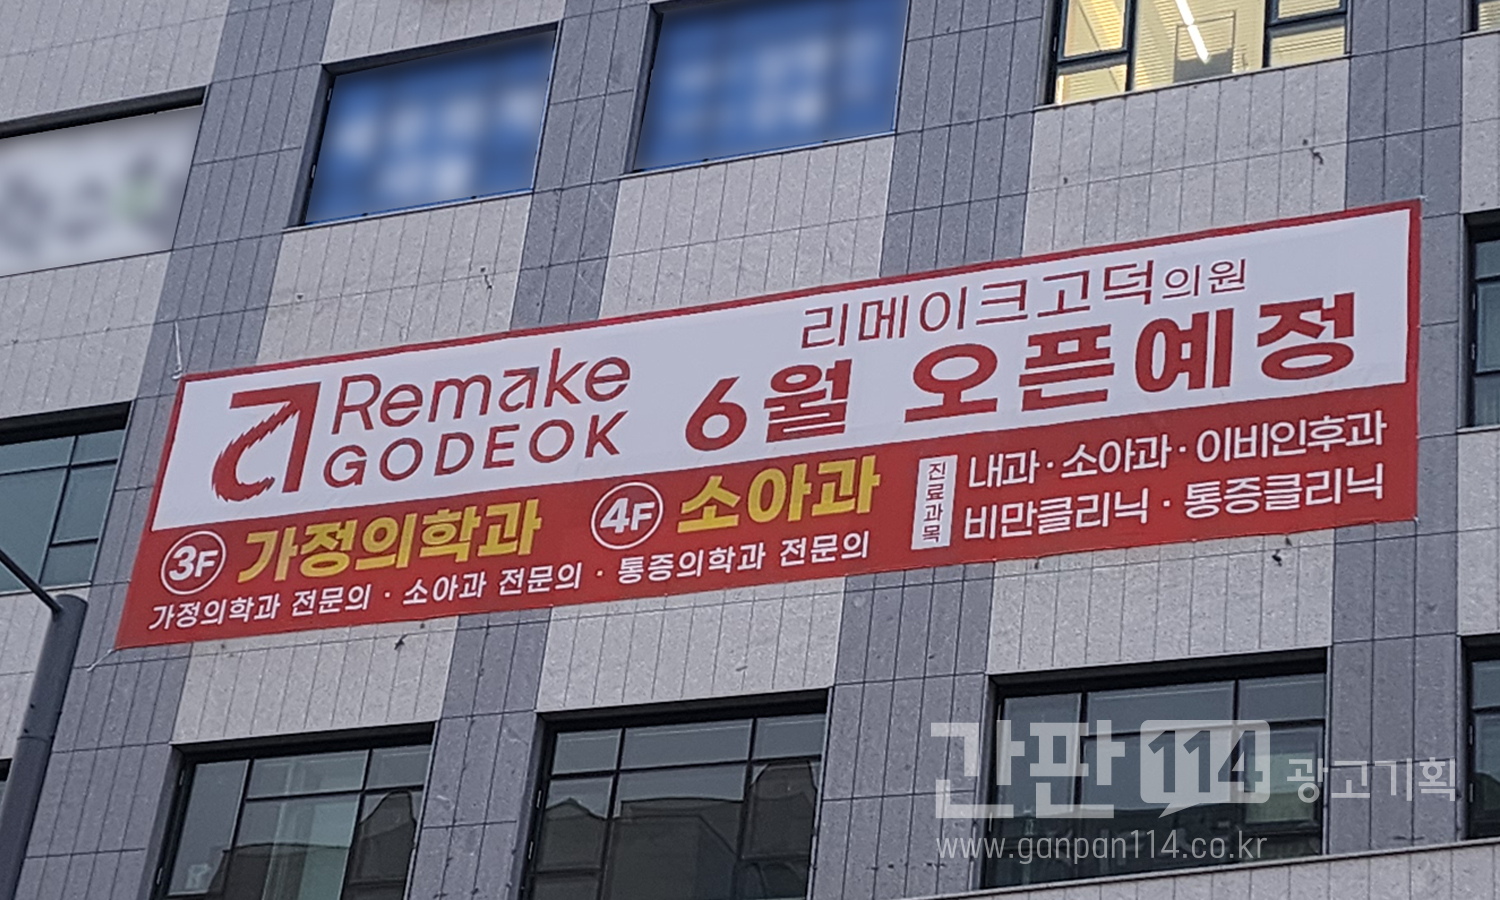 리메이크고덕의원
Remake
GODEOK
6월 오픈예정
3F 가정의학과
4F 소아과
가정의학과 전문의 · 소아과 전문의 · 통증의학과 전문의
진료과목
내과 · 소아과 · 이비인후과
비만클리닉 · 통증클리닉
간판 114 광고기획
www.ganpan114.co.kr